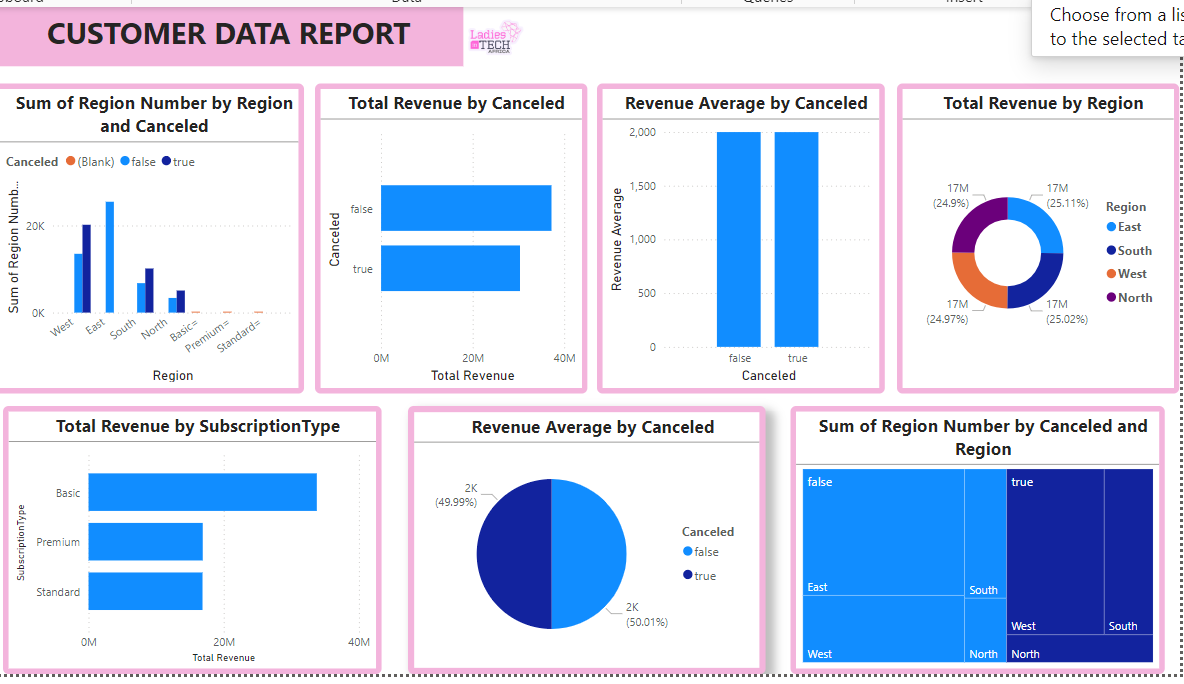 Data
Queries
Insert
Choose from a lis
to the selected ta
CUSTOMER DATA REPORT
Ladies
in TECH
AFRICA
Sum of Region Number by Region
and Canceled
Canceled (Blank) false true
Sum of Region Numb...
20K
0K
West East South North Basic= Premium= Standard=
Region
Total Revenue by Canceled
Canceled
false
true
0M 20M 40M
Total Revenue
Revenue Average by Canceled
Revenue Average
2,000
1,500
1,000
500
0
false true
Canceled
Total Revenue by Region
17M
(24.9%)
17M
(25.11%)
17M
(24.97%)
17M
(25.02%)
Region
East
South
West
North
Total Revenue by SubscriptionType
SubscriptionType
Basic
Premium
Standard
0M 20M 40M
Total Revenue
Revenue Average by Canceled
2K
(49.99%)
2K
(50.01%)
Canceled
false
true
Sum of Region Number by Canceled and
Region
false
East
West
South
North
true
West
South
North